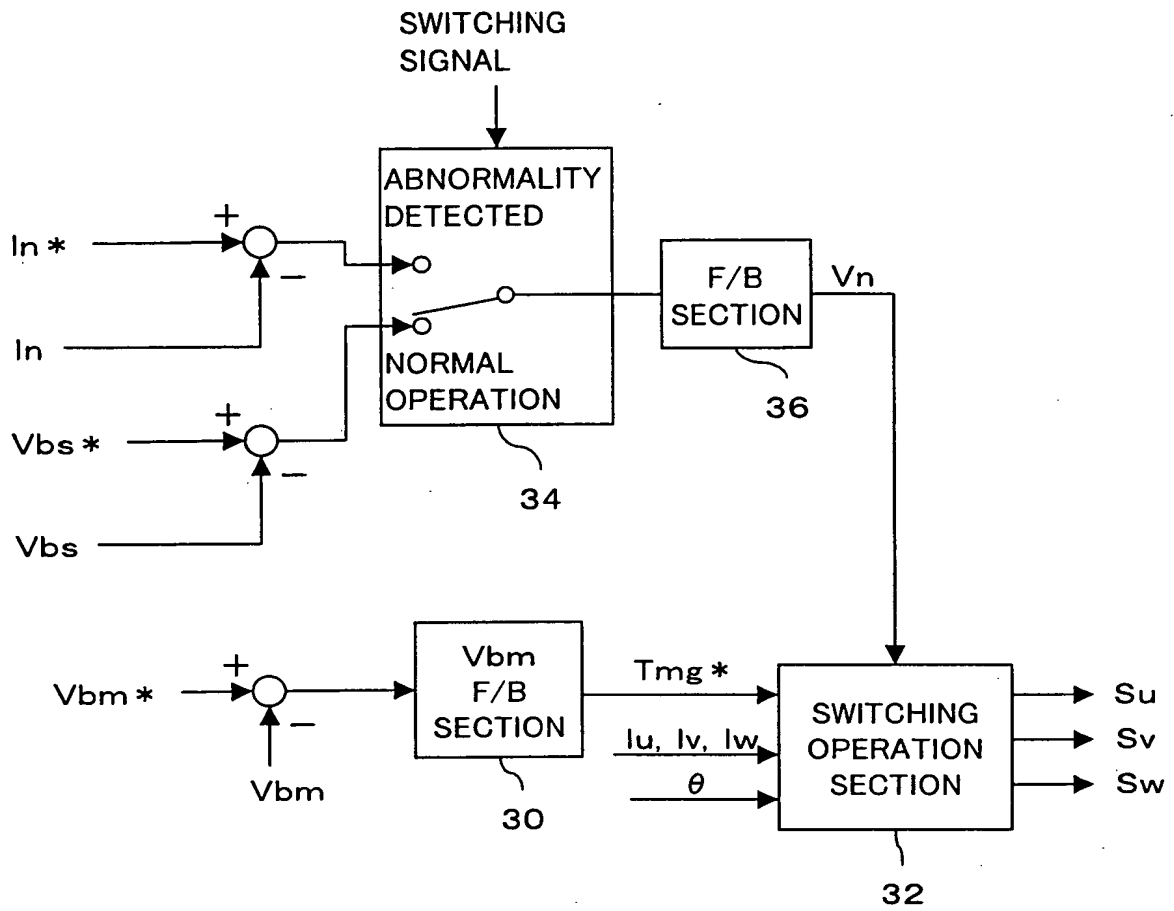 SWITCHING
SIGNAL
ABNORMALITY
DETECTED
+
In*
−
In
NORMAL
OPERATION
F/B
SECTION
Vn
36
+
Vbs*
−
34
Vbs
Vbm
F/B
SECTION
Tmg*
+
Vbm*
−
Vbm
30
Iu, Iv, Iw
θ
SWITCHING
OPERATION
SECTION
Su
Sv
Sw
32